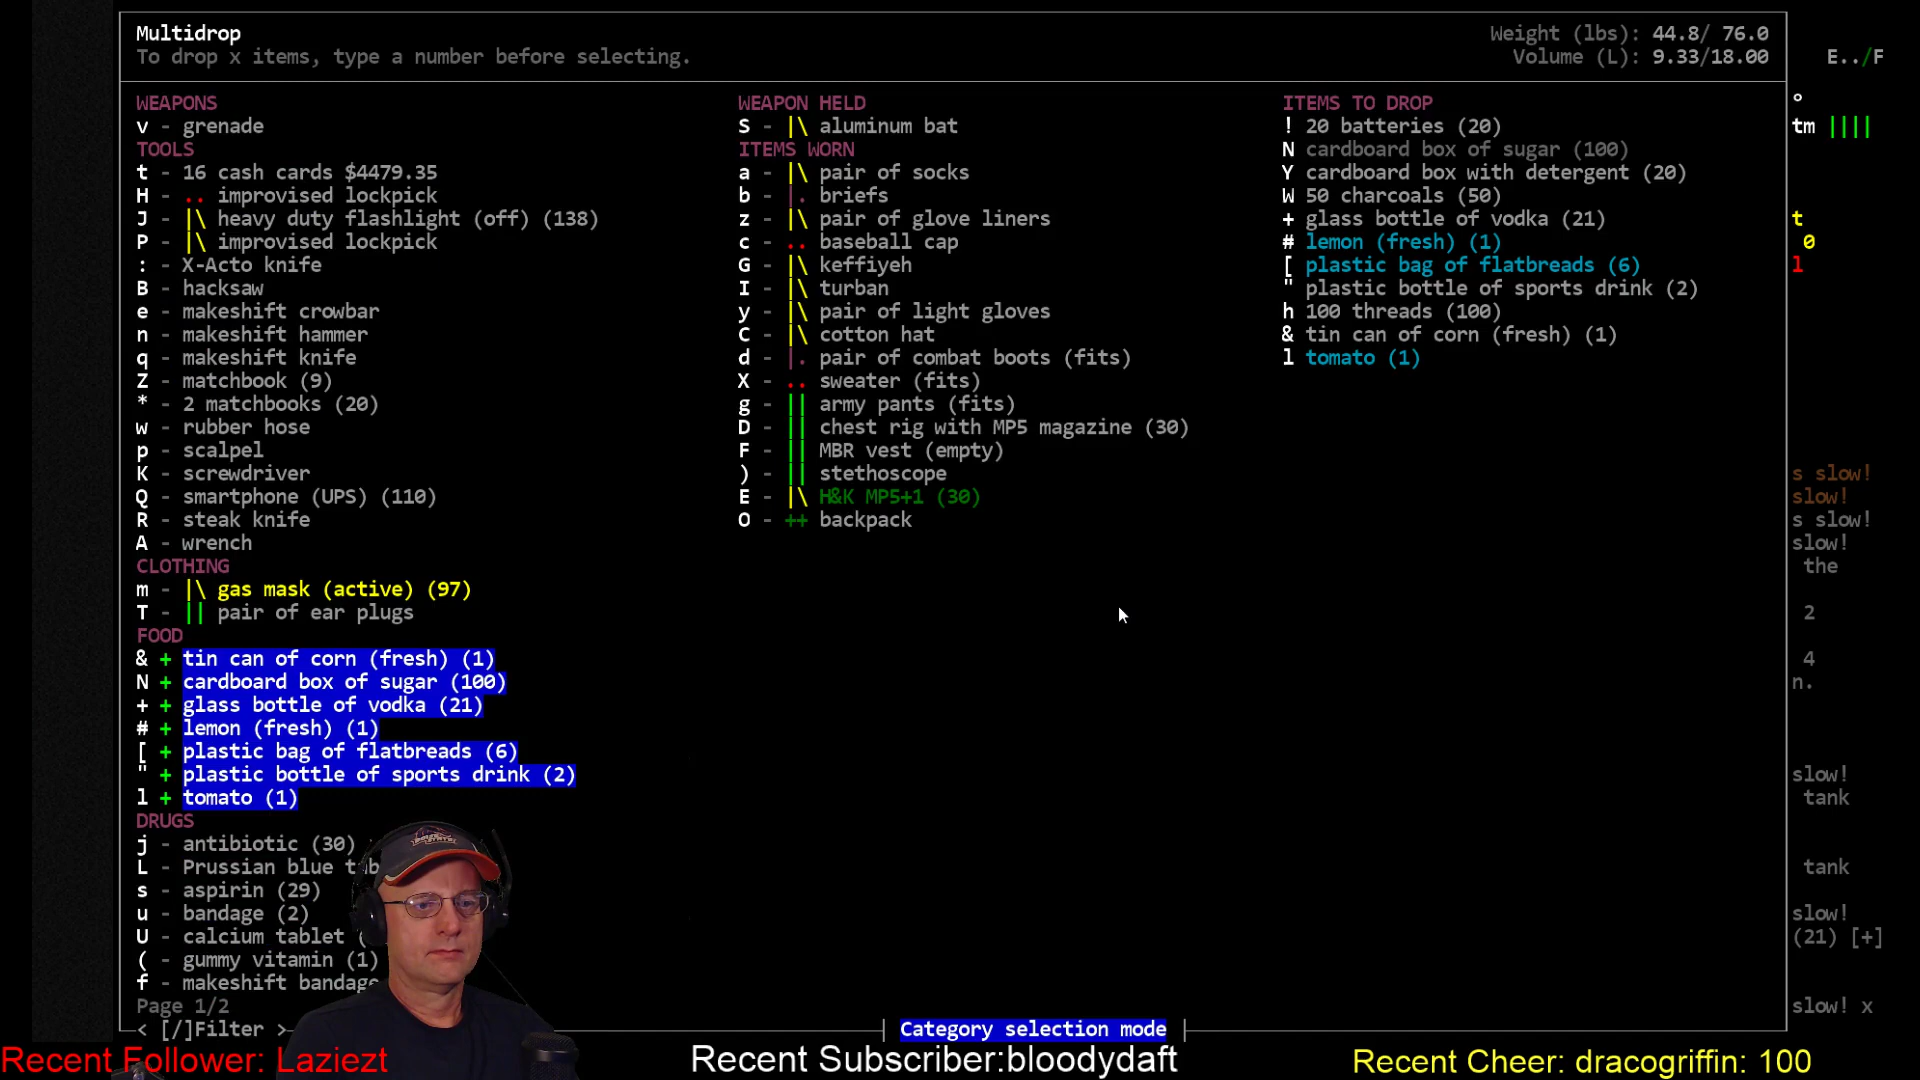 Multidrop
To drop x items, type a number before selecting.
Weight (lbs): 44.8/ 76.0
Volume (L): 9.33/18.00
E../F
WEAPONS
v - grenade
TOOLS
t - 16 cash cards $4479.35
H - .. improvised lockpick
J - |\ heavy duty flashlight (off) (138)
P - |\ improvised lockpick
: - X-Acto knife
B - hacksaw
e - makeshift crowbar
n - makeshift hammer
q - makeshift knife
Z - matchbook (9)
* - 2 matchbooks (20)
w - rubber hose
p - scalpel
K - screwdriver
Q - smartphone (UPS) (110)
R - steak knife
A - wrench
CLOTHING
m - |\ gas mask (active) (97)
T - || pair of ear plugs
FOOD
& + tin can of corn (fresh) (1)
N + cardboard box of sugar (100)
+ + glass bottle of vodka (21)
# + lemon (fresh) (1)
[ + plastic bag of flatbreads (6)
" + plastic bottle of sports drink (2)
l + tomato (1)
DRUGS
j - antibiotic (30)
L - Prussian blue
s - aspirin (29)
u - bandage (2)
U - calcium tablet
( - gummy vitamin (1)
f - makeshift bandage
Page 1/2
< [/]Filter >
WEAPON HELD
S - |\ aluminum bat
ITEMS WORN
a - |\ pair of socks
b - |. briefs
z - |\ pair of glove liners
c - .. baseball cap
G - |\ keffiyeh
I - |\ turban
y - |\ pair of light gloves
C - |\ cotton hat
d - |. pair of combat boots (fits)
X - .. sweater (fits)
g - || army pants (fits)
D - || chest rig with MP5 magazine (30)
F - || MBR vest (empty)
) - || stethoscope
E - |\ H&K MP5+1 (30)
O - ++ backpack
ITEMS TO DROP
! 20 batteries (20)
N cardboard box of sugar (100)
Y cardboard box with detergent (20)
W 50 charcoals (50)
+ glass bottle of vodka (21)
# lemon (fresh) (1)
[ plastic bag of flatbreads (6)
" plastic bottle of sports drink (2)
h 100 threads (100)
& tin can of corn (fresh) (1)
l tomato (1)
°
tm ||||
t
0
l
s slow!
slow!
s slow!
slow!
the
2
4
n.
slow!
tank
tank
slow!
(21) [+]
slow! x
Category selection mode
Recent Follower: Laziezt
Recent Subscriber:bloodydaft
Recent Cheer: dracogriffin: 100